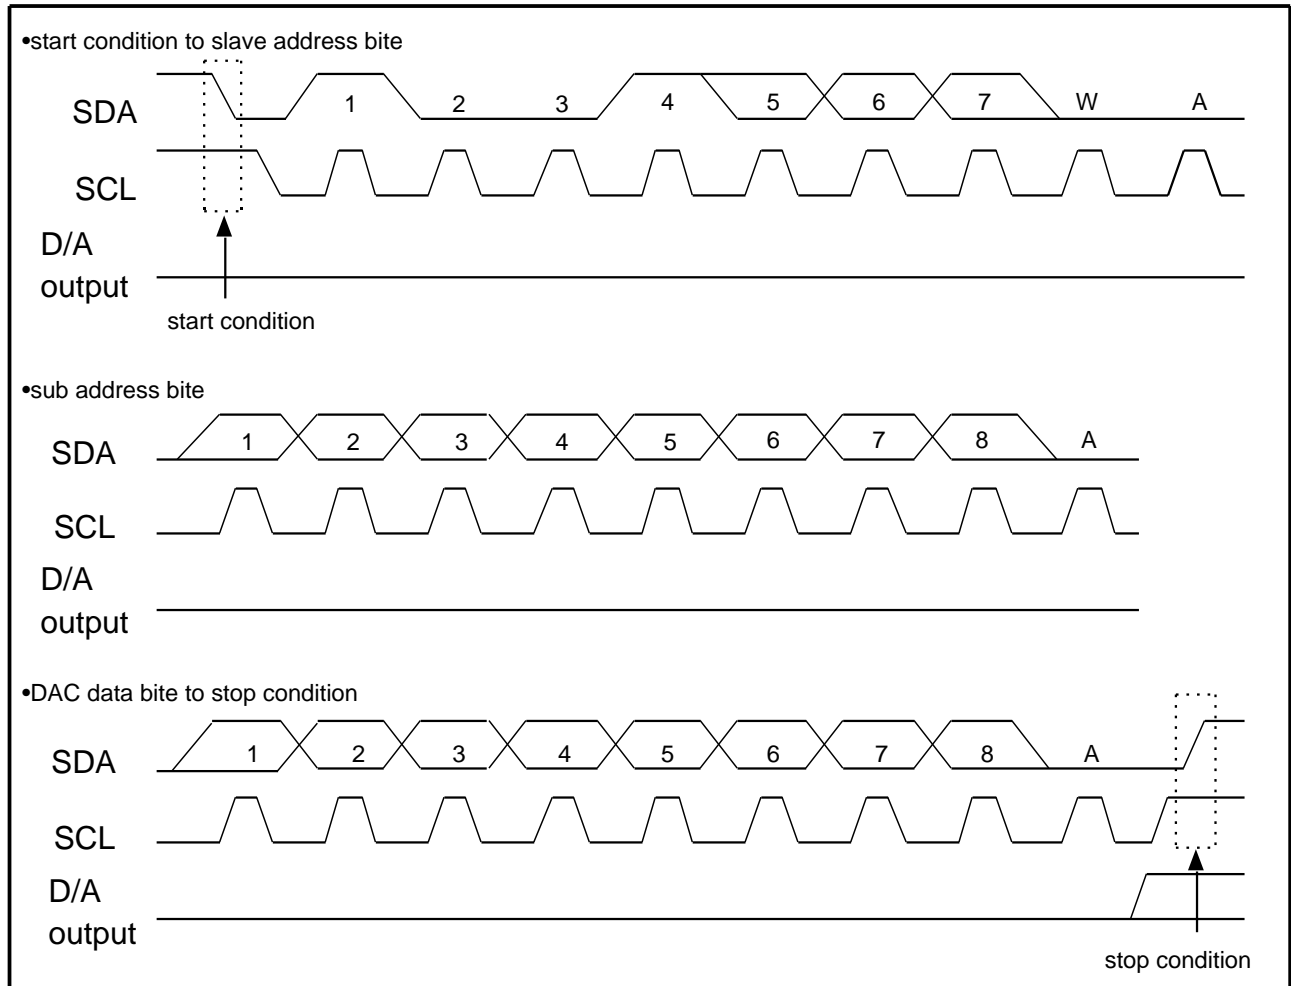 •start condition to slave address bite
SDA 1 2 3 4 5 6 7 W A
SCL
D/A
output
start condition
•sub address bite
SDA 1 2 3 4 5 6 7 8 A
SCL
D/A
output
•DAC data bite to stop condition
SDA 1 2 3 4 5 6 7 8 A
SCL
D/A
output
stop condition